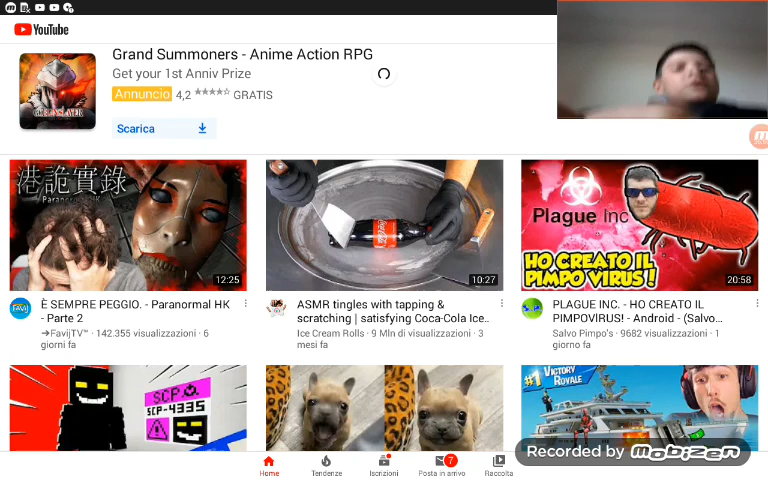 YouTube
Grand Summoners - Anime Action RPG
Get your 1st Anniv Prize
Annuncio 4,2 GRATIS
Scarica
港詭實錄
Paranormal HK
12:25
10:27
Plague Inc
HO CREATO IL
PIMPO VIRUS!
20:58
È SEMPRE PEGGIO. - Paranormal HK
- Parte 2
→FavijTV™ · 142.355 visualizzazioni · 6
giorni fa
ASMR tingles with tapping &
scratching | satisfying Coca-Cola Ice..
Ice Cream Rolls · 9 Mln di visualizzazioni · 3
mesi fa
PLAGUE INC. - HO CREATO IL
PIMPOVIRUS! - Android - (Salvo...
Salvo Pimpo's · 9682 visualizzazioni · 1
giorno fa
SCP
SCP-4335
#1 VICTORY
ROYALE
Recorded by mobizen
Home
Tendenze
Iscrizioni
7
Posta in arrivo
Raccolta